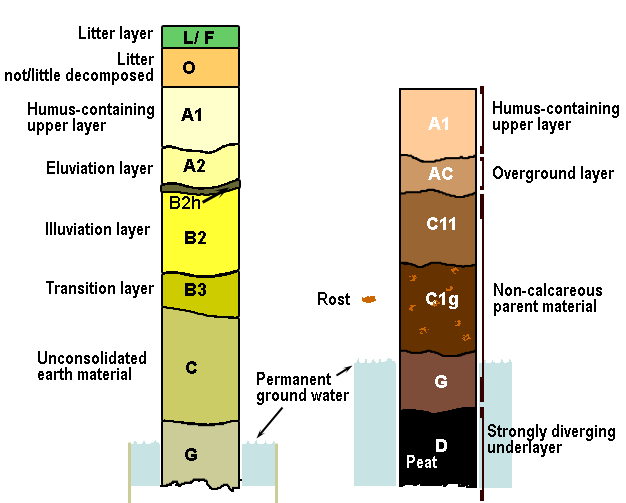 Litter layer
L/ F
Litter
not/little decomposed
O
Humus-containing
upper layer
A1
Eluviation layer
A2
B2h
Illuviation layer
B2
Transition layer
B3
Unconsolidated
earth material
C
G
Permanent
ground water
Rost
A1
Humus-containing
upper layer
AC
Overground layer
C11
C1g
Non-calcareous
parent material
G
D
Peat
Strongly diverging
underlayer